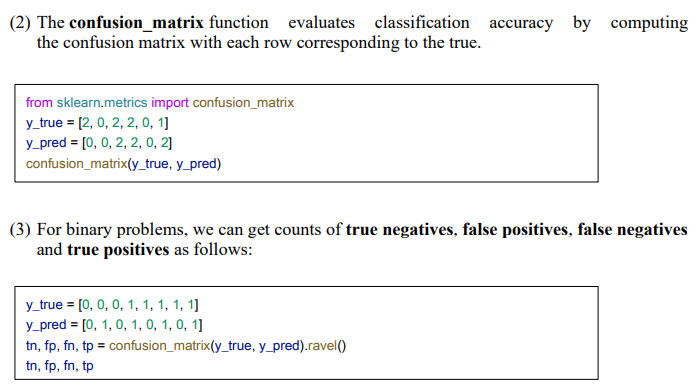 (2) The confusion_matrix function evaluates classification accuracy by computing
the confusion matrix with each row corresponding to the true.
from sklearn.metrics import confusion_matrix
y_true = [2, 0, 2, 2, 0, 1]
y_pred = [0, 0, 2, 2, 0, 2]
confusion_matrix(y_true, y_pred)
(3) For binary problems, we can get counts of true negatives, false positives, false negatives
and true positives as follows:
y_true = [0, 0, 0, 1, 1, 1, 1, 1]
y_pred = [0, 1, 0, 1, 0, 1, 0, 1]
tn, fp, fn, tp = confusion_matrix(y_true, y_pred).ravel()
tn, fp, fn, tp